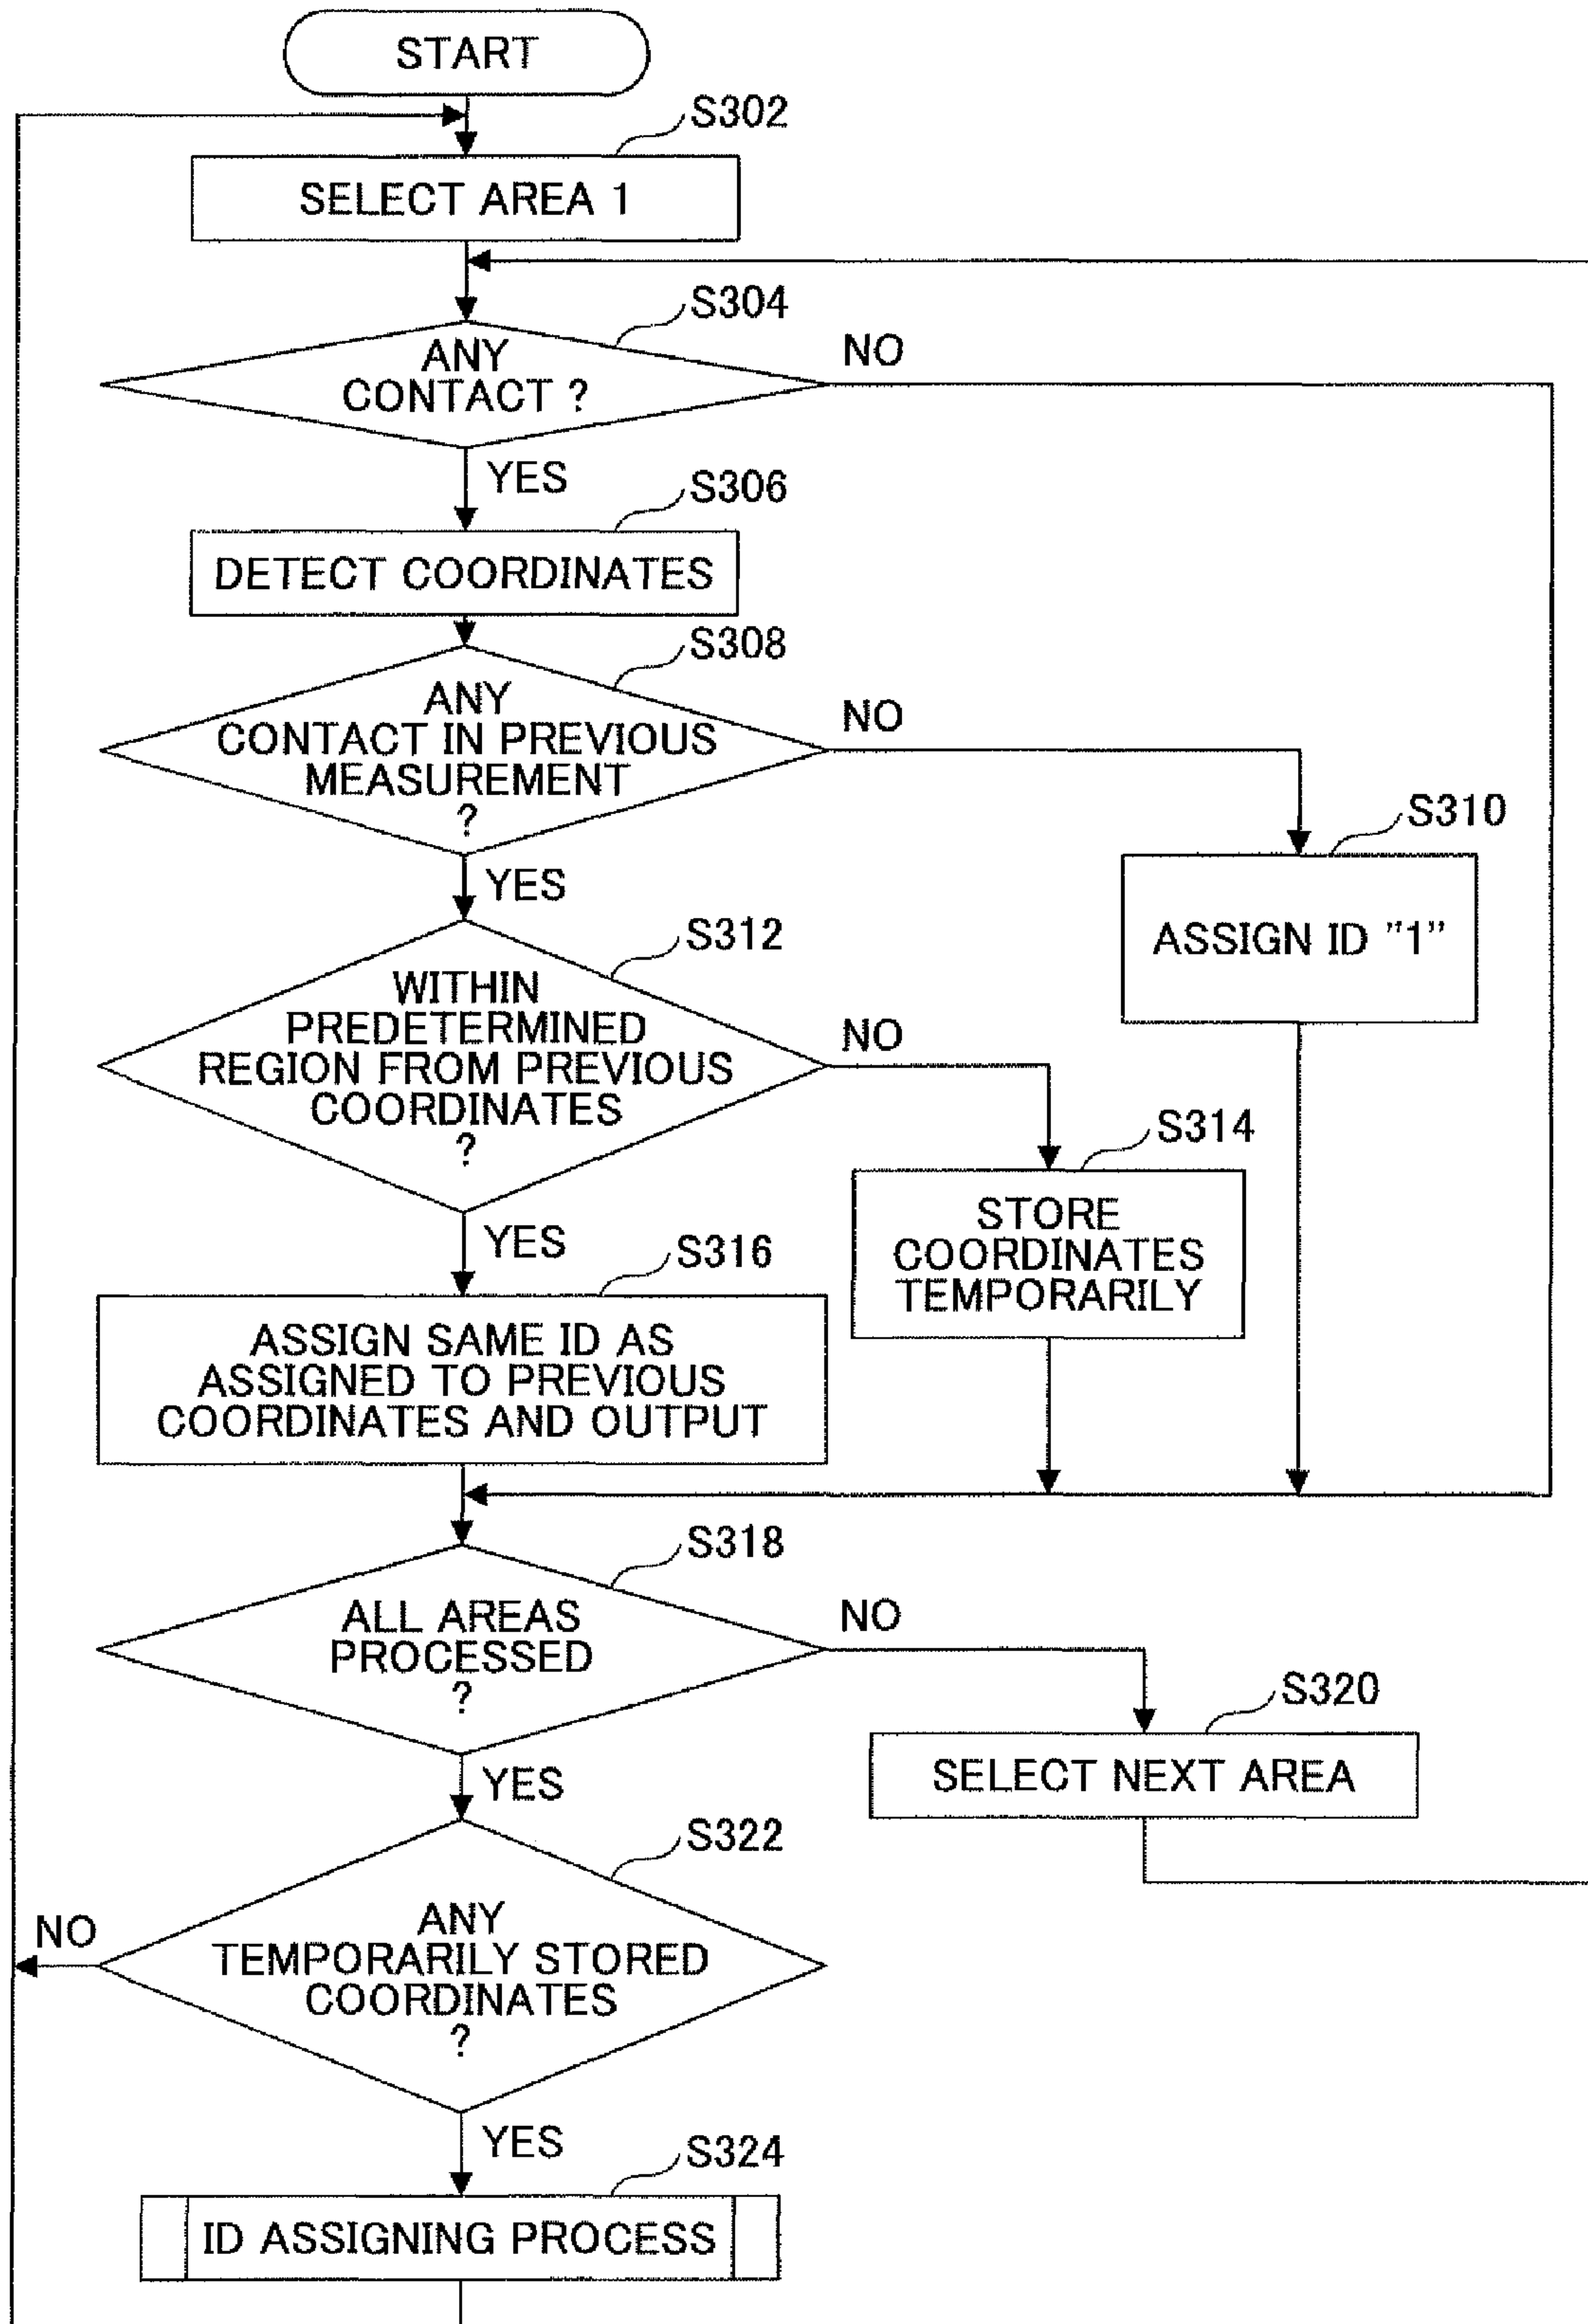 START
S302
SELECT AREA 1
S304
ANY
CONTACT ?
NO
YES
S306
DETECT COORDINATES
S308
ANY
CONTACT IN PREVIOUS
MEASUREMENT
?
NO
YES
S310
ASSIGN ID "1"
S312
WITHIN
PREDETERMINED
REGION FROM PREVIOUS
COORDINATES
?
NO
YES
S314
STORE
COORDINATES
TEMPORARILY
S316
ASSIGN SAME ID AS
ASSIGNED TO PREVIOUS
COORDINATES AND OUTPUT
S318
ALL AREAS
PROCESSED
?
NO
YES
S320
SELECT NEXT AREA
S322
ANY
TEMPORARILY STORED
COORDINATES
?
NO
YES
S324
ID ASSIGNING PROCESS